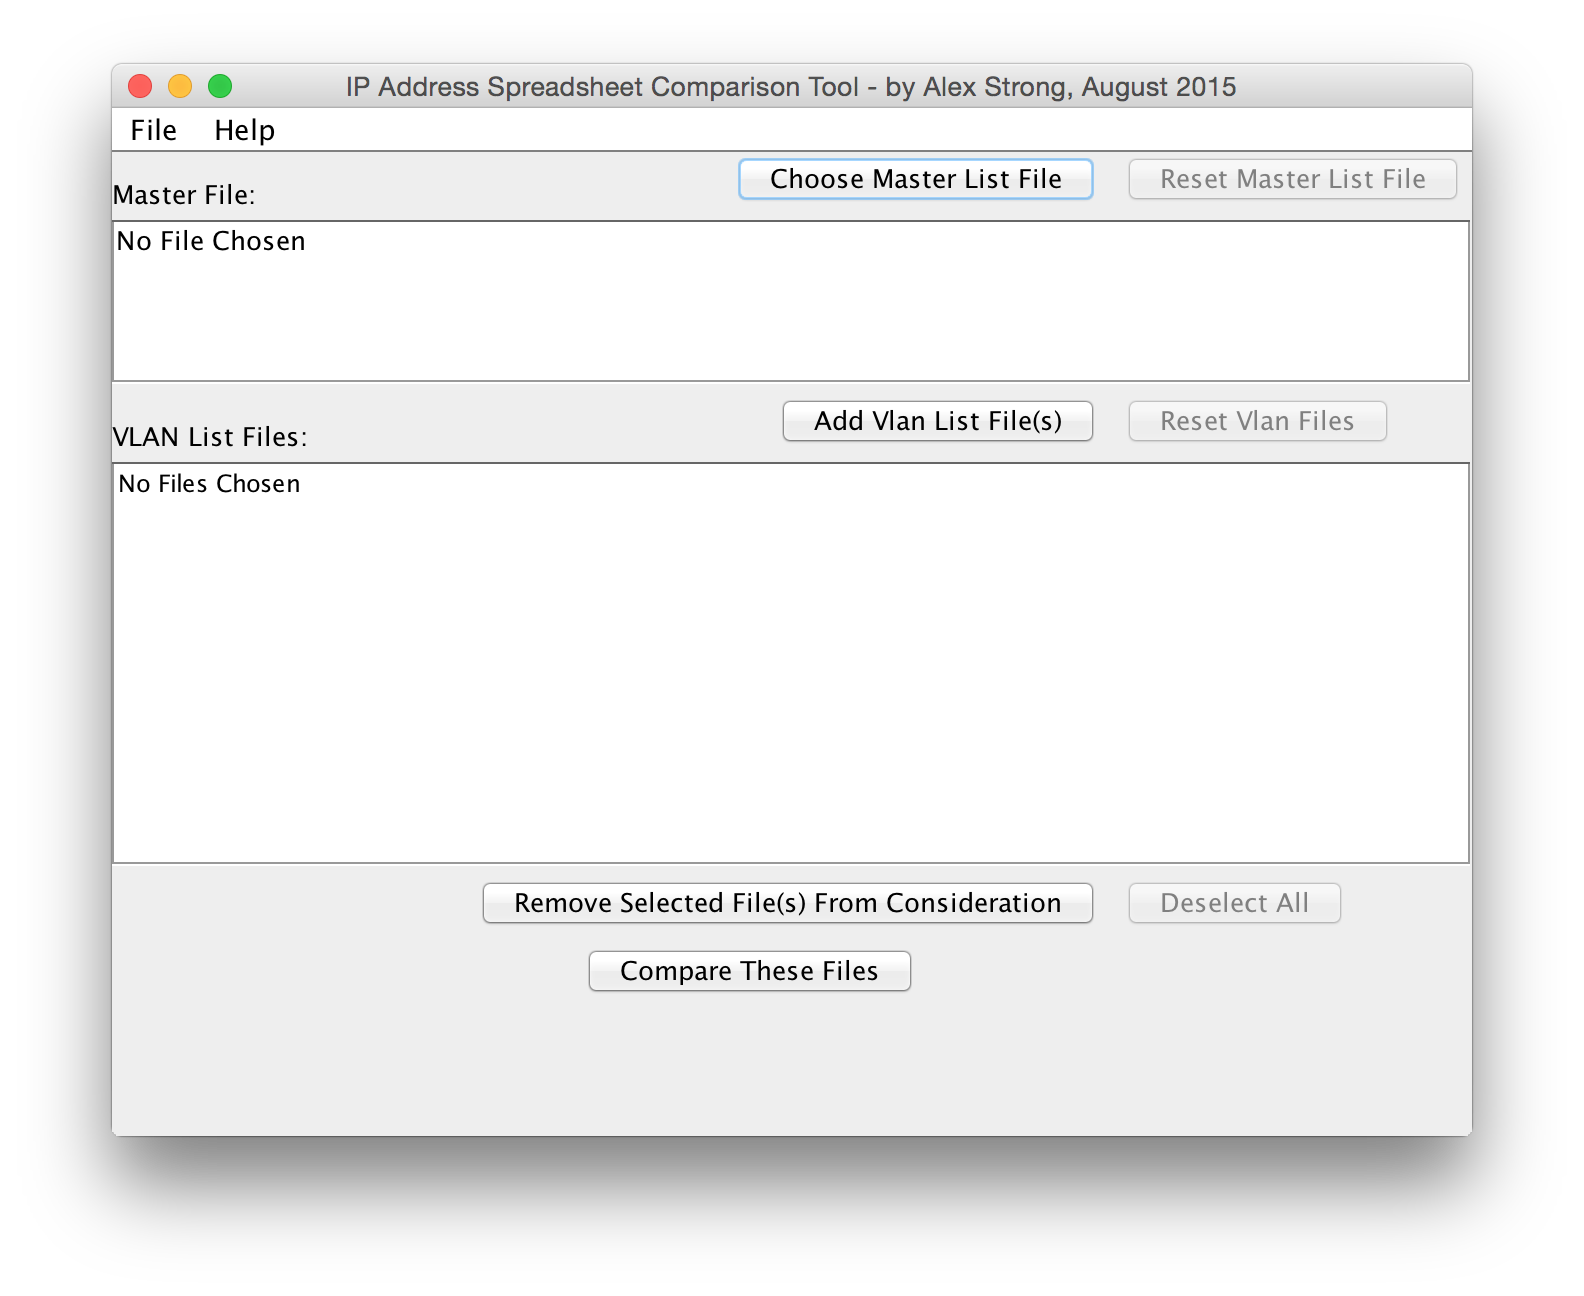 IP Address Spreadsheet Comparison Tool - by Alex Strong, August 2015
File Help
Choose Master List File Reset Master List File
Master File:
No File Chosen
Add Vlan List File(s) Reset Vlan Files
VLAN List Files:
No Files Chosen
Remove Selected File(s) From Consideration Deselect All
Compare These Files